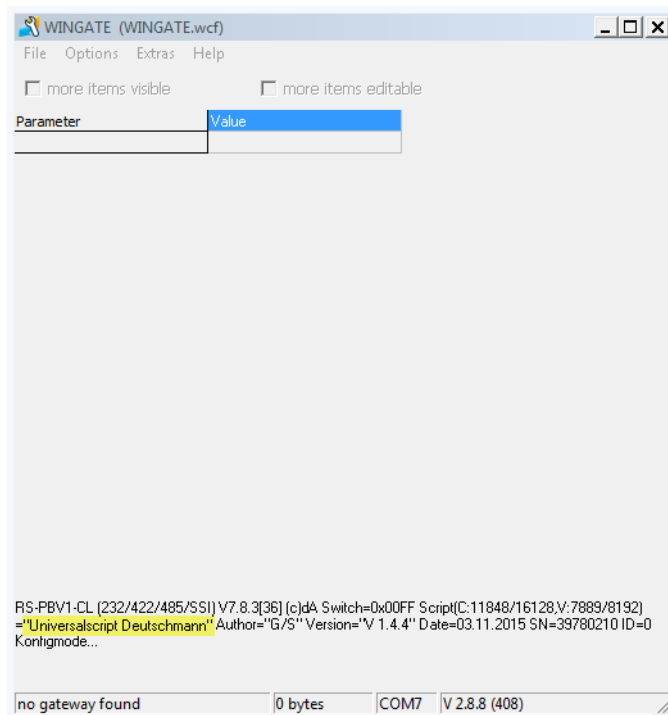 WINGATE (WINGATE.wcf)
File Options Extras Help
more items visible more items editable
Parameter Value
RS-PBV1-CL (232/422/485/SSI) V7.8.3[36] (c)dA Switch=0x00FF Script(C:11848/16128,V:7889/8192)
="Universalscript Deutschmann" Author="G/S" Version="V 1.4.4" Date=03.11.2015 SN=39780210 ID=0
Konfigmode...
no gateway found 0 bytes COM7 V 2.8.8 (408)